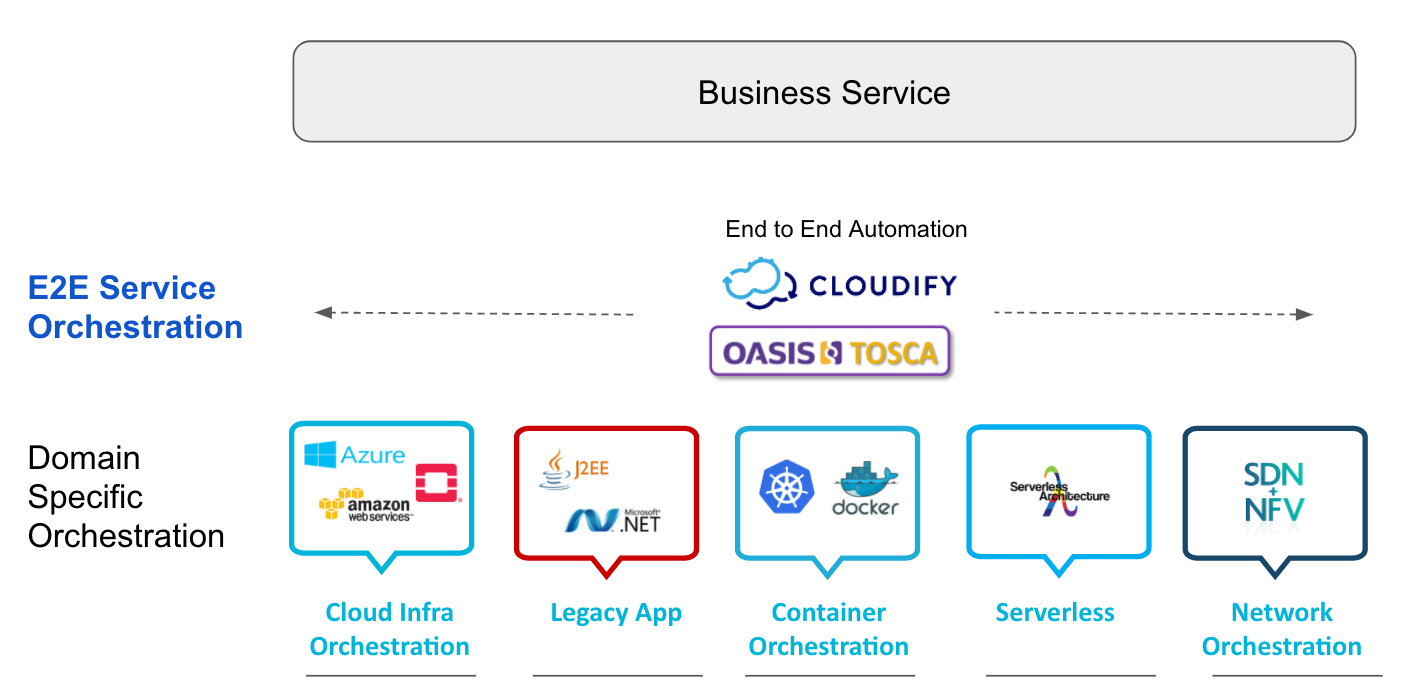 Business Service
End to End Automation
CLOUDIFY
E2E Service
Orchestration
OASIS TOSCA
Domain
Specific
Orchestration
Azure
amazon
web services™
J2EE
Microsoft®
.NET
docker
Serverless
Architecture
SDN
+
NFV
Cloud Infra
Orchestration
Legacy App
Container
Orchestration
Serverless
Network
Orchestration